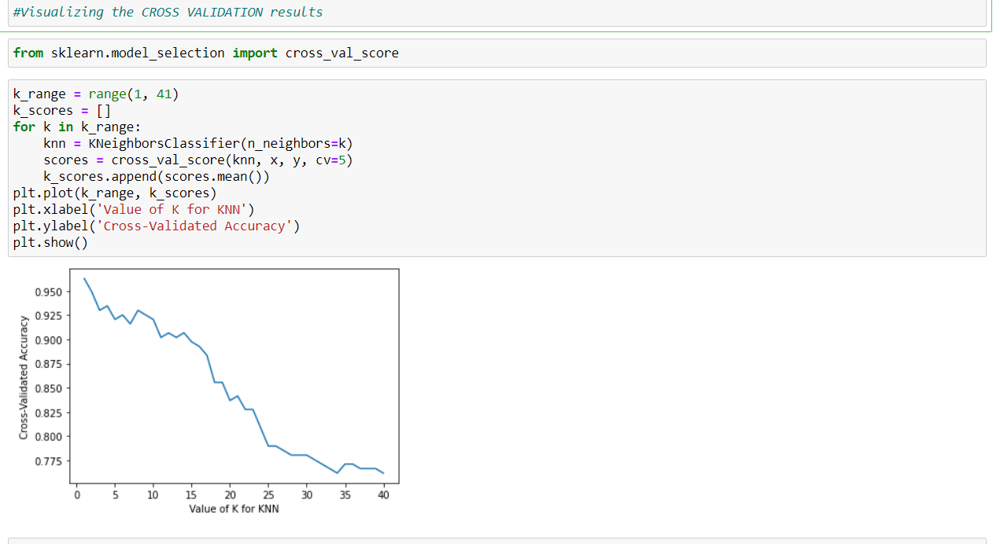 #Visualizing the CROSS VALIDATION results
from sklearn.model_selection import cross_val_score
k_range = range(1, 41)
k_scores = []
for k in k_range:
    knn = KNeighborsClassifier(n_neighbors=k)
    scores = cross_val_score(knn, x, y, cv=5)
    k_scores.append(scores.mean())
plt.plot(k_range, k_scores)
plt.xlabel('Value of K for KNN')
plt.ylabel('Cross-Validated Accuracy')
plt.show()
Cross-Validated Accuracy
0.950
0.925
0.900
0.875
0.850
0.825
0.800
0.775
0 5 10 15 20 25 30 35 40
Value of K for KNN